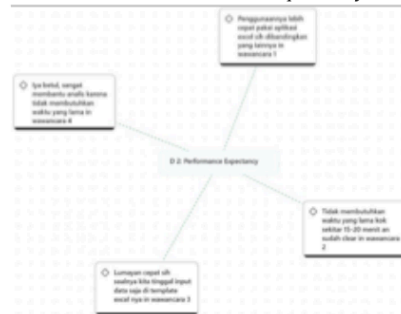 Penggunaannya lebih
cepat pakai aplikasi
excel sih dibandingkan
yang lainnya in
wawancara 1
Iya betul, sangat
membantu analis karena
tidak membutuhkan
waktu yang lama in
wawancara 4
D 2: Performance Expectancy
Tidak membutuhkan
waktu yang lama kok
sekitar 15-20 menit an
sudah clear in wawancara
2
Lumayan cepat sih
soalnya kita tinggal input
data saja di template
excel nya in wawancara 3